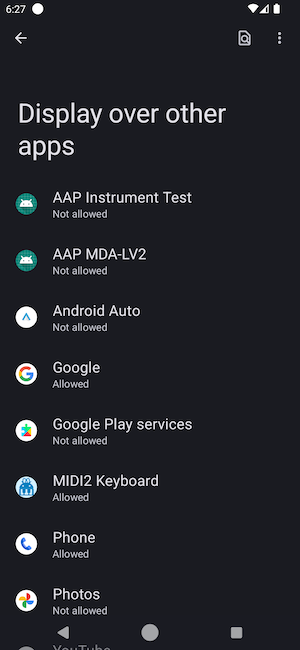 6:27
Display over other
apps
AAP Instrument Test
Not allowed
AAP MDA-LV2
Not allowed
Android Auto
Not allowed
Google
Allowed
Google Play services
Not allowed
MIDI2 Keyboard
Allowed
Phone
Allowed
Photos
Not allowed
YouTube